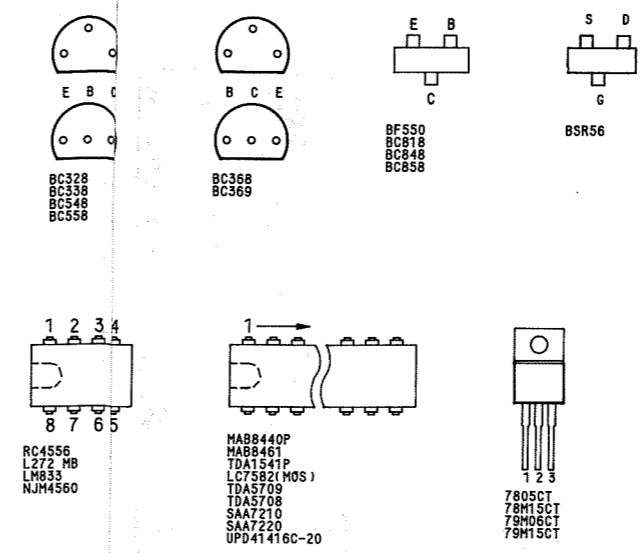 E B C
BC328
BC338
BC548
BC558
B C E
BC368
BC369
E B
C
BF550
BC818
BC848
BC858
S D
G
BSR56
1 2 3 4
8 7 6 5
RC4556
L272 MB
LM833
NJM4560
1
MAB8440P
MAB8461
TDA1541P
LC7582(MOS)
TDA5709
TDA5708
SAA7210
SAA7220
UPD41416C-20
1 2 3
7805CT
78M15CT
79M06CT
79M15CT